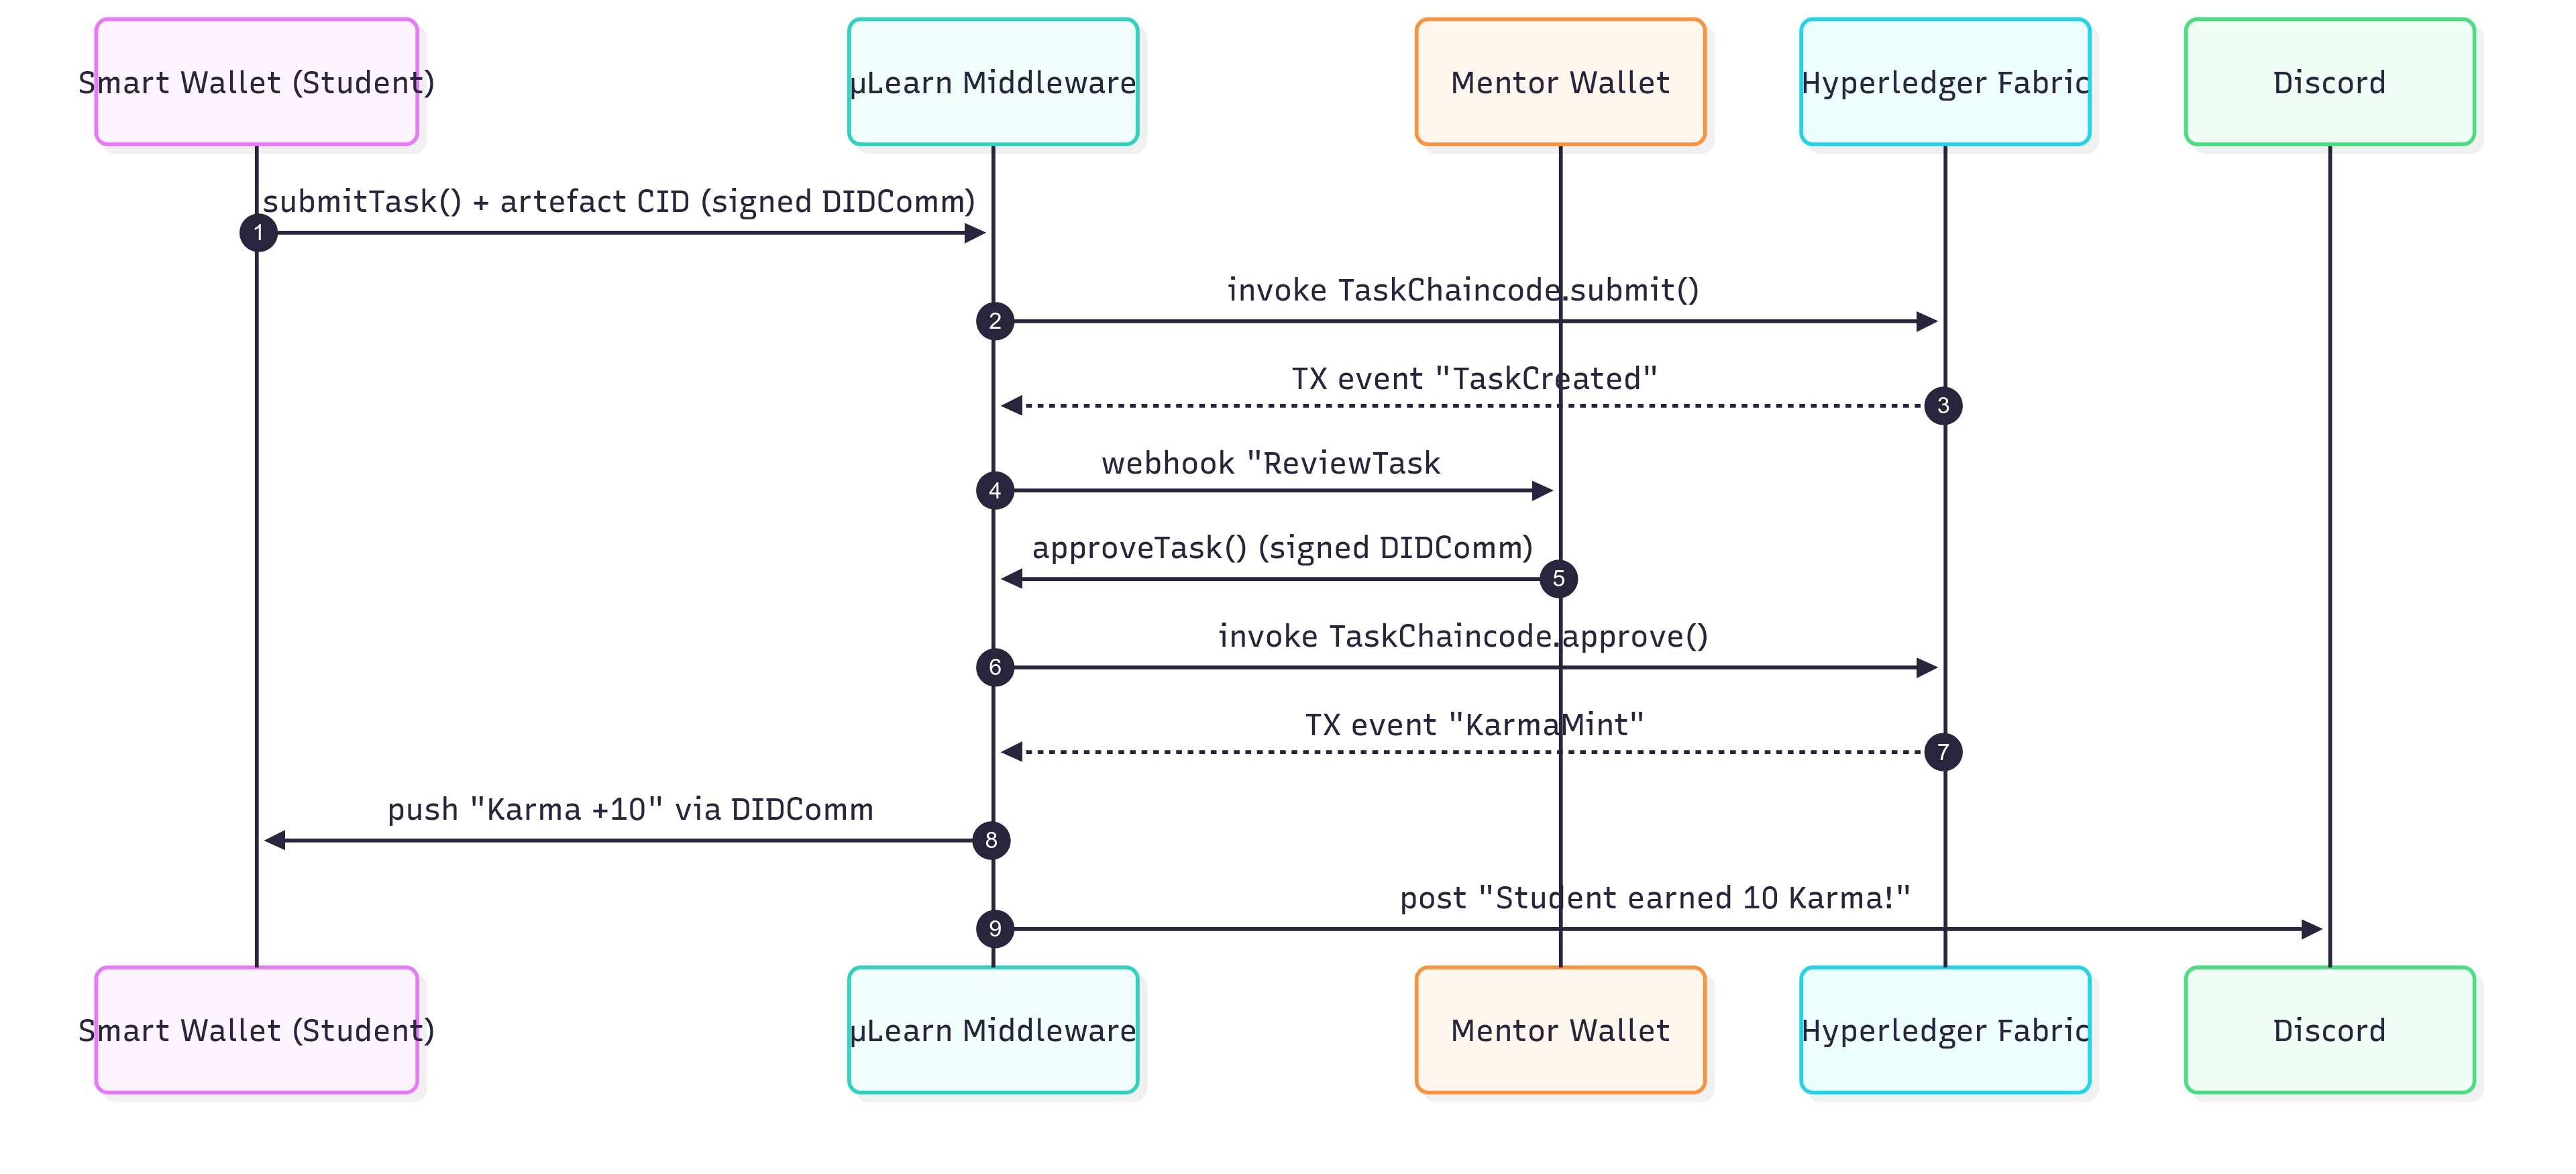 Smart Wallet (Student)
µLearn Middleware
Mentor Wallet
Hyperledger Fabric
Discord
submitTask() + artefact CID (signed DIDComm)
1
invoke TaskChaincode.submit()
2
TX event "TaskCreated"
3
webhook "ReviewTask
4
approveTask() (signed DIDComm)
5
invoke TaskChaincode.approve()
6
TX event "KarmaMint"
7
push "Karma +10" via DIDComm
8
post "Student earned 10 Karma!"
9
Smart Wallet (Student)
µLearn Middleware
Mentor Wallet
Hyperledger Fabric
Discord